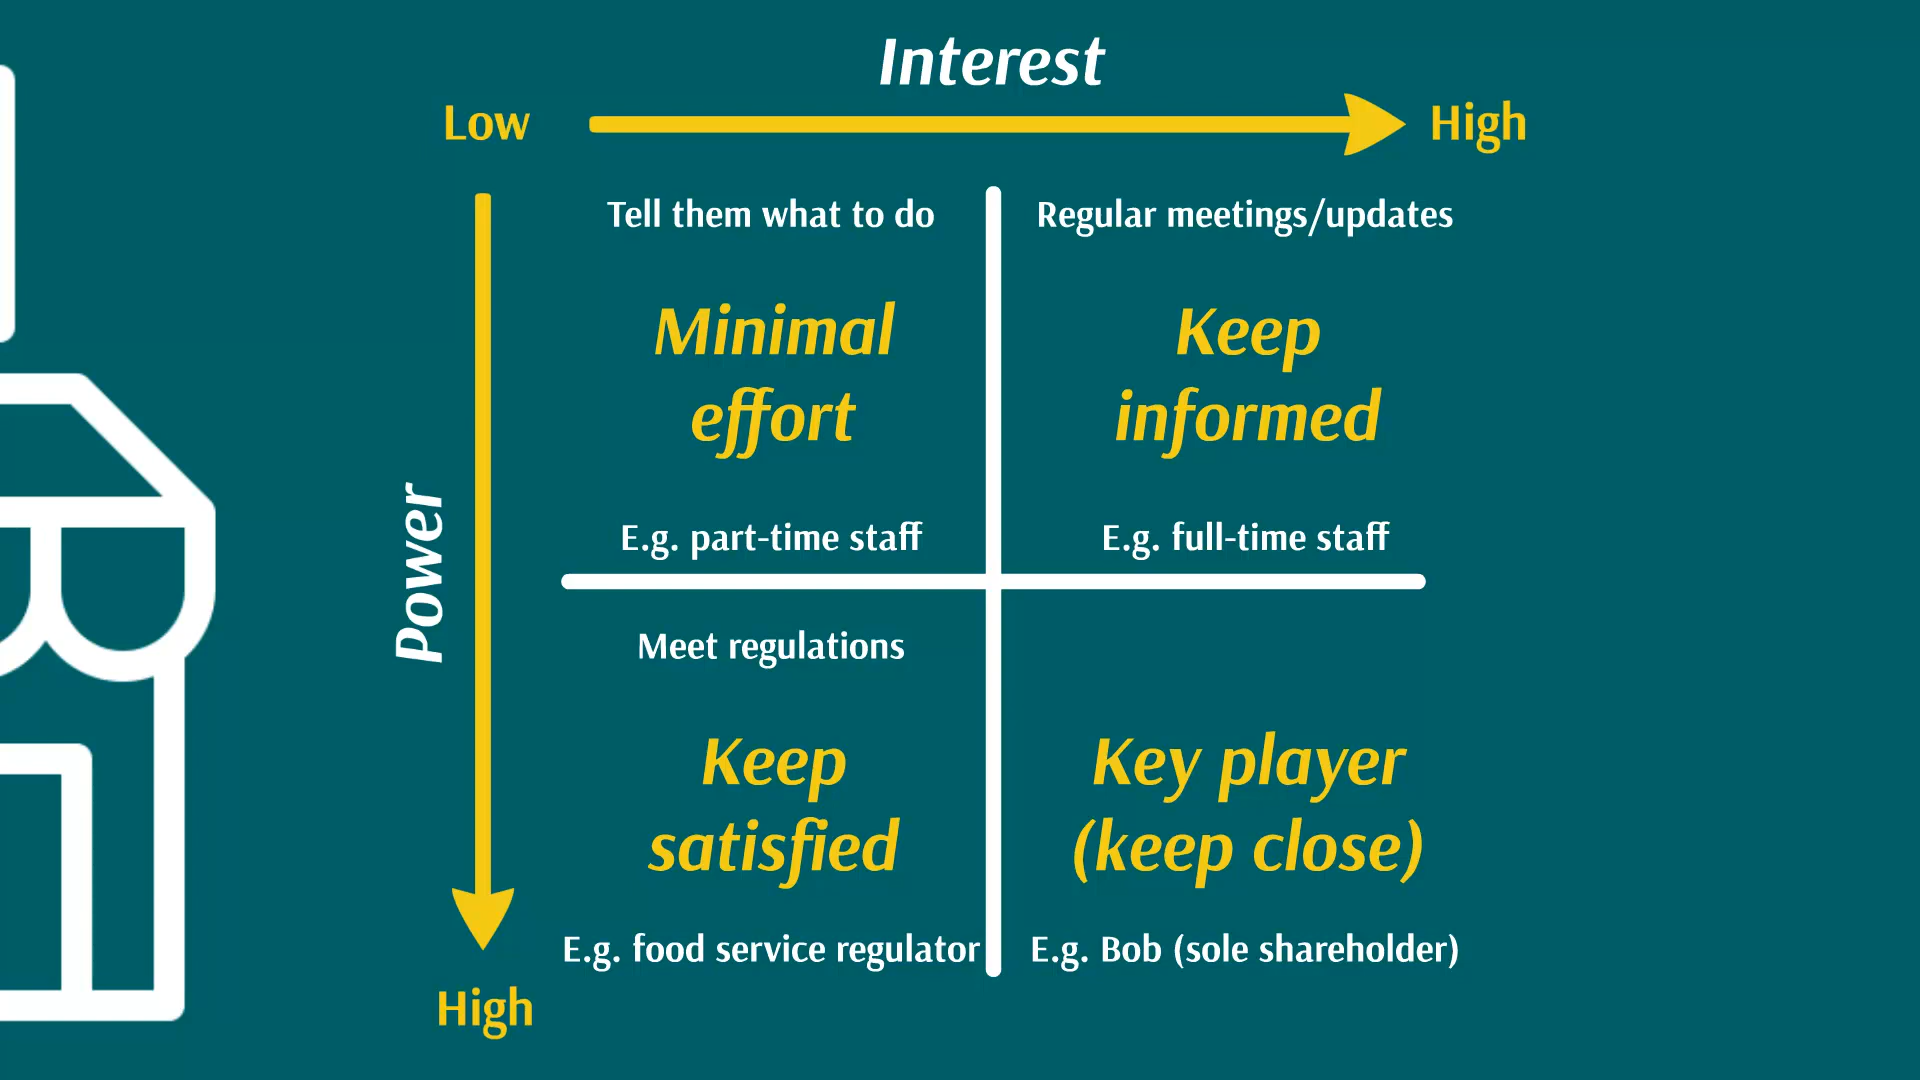 Interest
Low
High
Tell them what to do
Regular meetings/updates
Minimal
effort
Keep
informed
E.g. part-time staff
E.g. full-time staff
Power
Meet regulations
Keep
satisfied
Key player
(keep close)
E.g. food service regulator
E.g. Bob (sole shareholder)
High